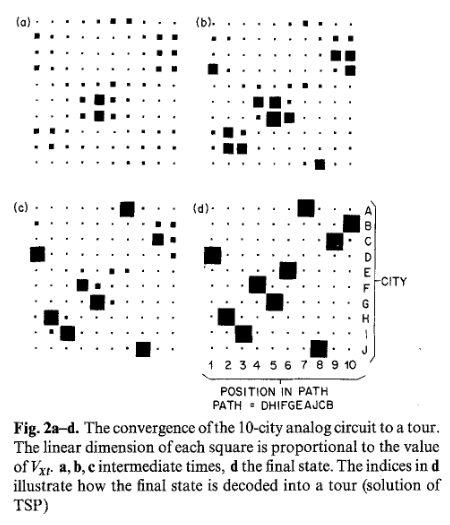 (a)
(b)
(c)
(d)
A
B
C
D
E
F
G
H
I
J
CITY
1 2 3 4 5 6 7 8 9 10
POSITION IN PATH
PATH = DHIFGEAJCB
Fig. 2a–d. The convergence of the 10-city analog circuit to a tour.
The linear dimension of each square is proportional to the value
of VXi. a, b, c intermediate times, d the final state. The indices in d
illustrate how the final state is decoded into a tour (solution of
TSP)